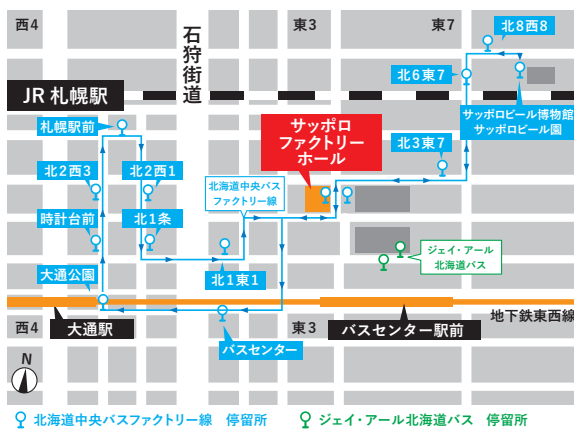 西4
石狩街道
東3
東7
北8西8
JR 札幌駅
北6東7
サッポロビール博物館
サッポロビール園
札幌駅前
サッポロ
ファクトリー
ホール
北3東7
北2西3
北2西1
北海道中央バス
ファクトリー線
時計台前
北1条
北1東1
ジェイ・アール
北海道バス
大通公園
地下鉄東西線
西4
大通駅
バスセンター
東3
バスセンター駅前
N
北海道中央バスファクトリー線 停留所
ジェイ・アール北海道バス 停留所